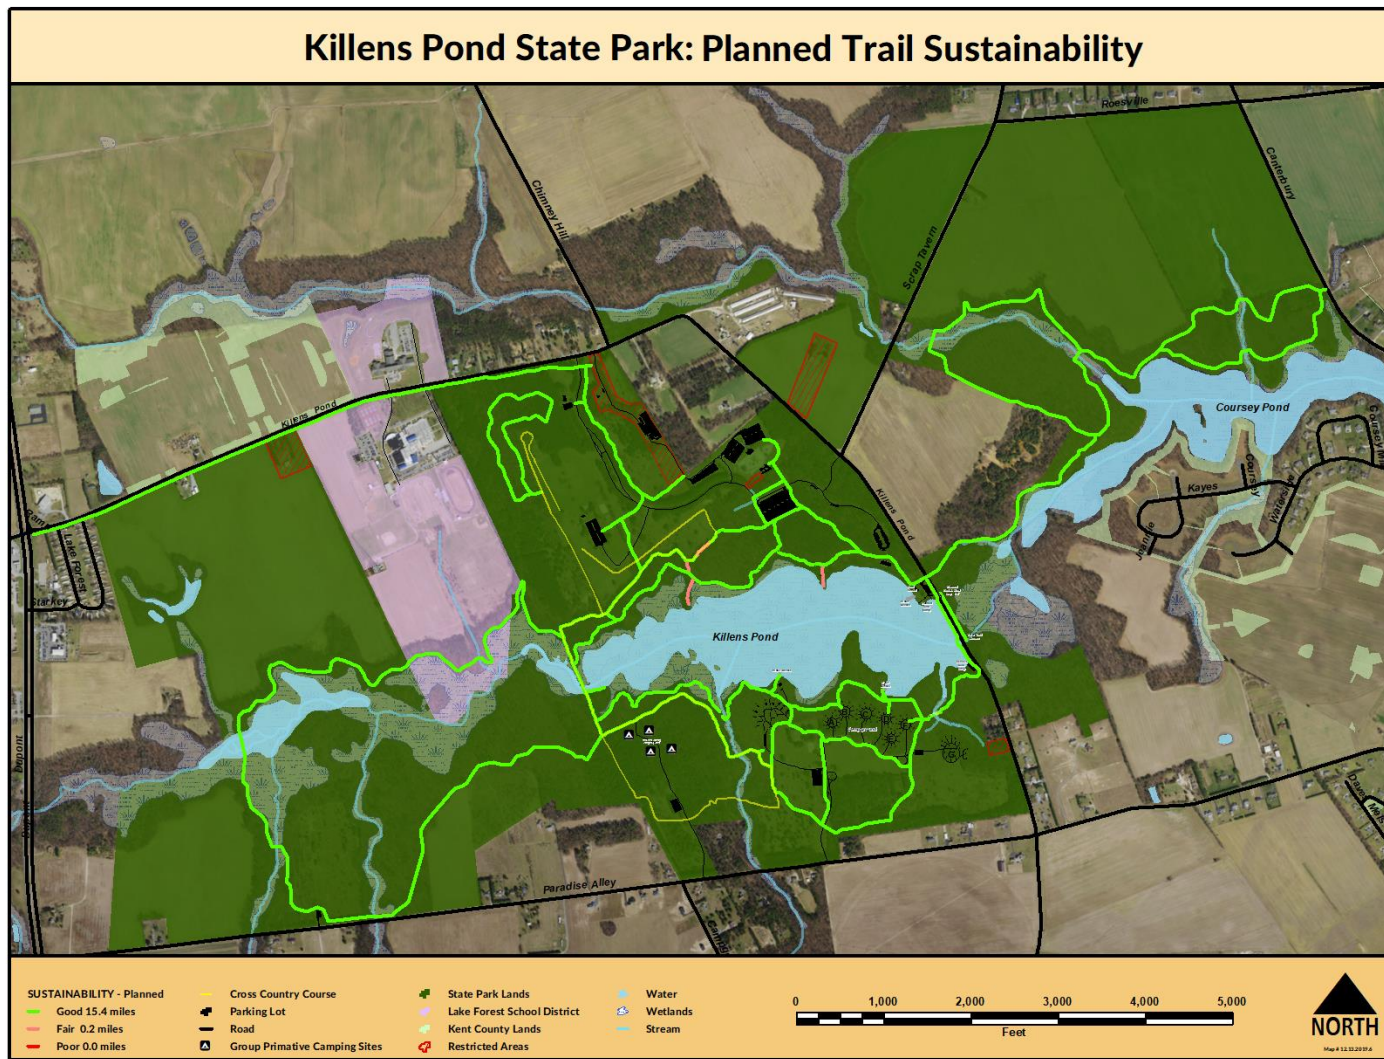 Killens Pond State Park: Planned Trail Sustainability
Roesville
Canterbury
Chimney Hill
Scrap Tavern
Coursey Pond
Killens Pond
Kayes
Coursey
Jeannie
Killens Pond
Lake Forest
Starkey
Killens Pond
Dupont
Paradise Alley
SUSTAINABILITY - Planned
Good 15.4 miles
Fair 0.2 miles
Poor 0.0 miles
Cross Country Course
Parking Lot
Road
Group Primative Camping Sites
State Park Lands
Lake Forest School District
Kent County Lands
Restricted Areas
Water
Wetlands
Stream
0 1,000 2,000 3,000 4,000 5,000
Feet
NORTH